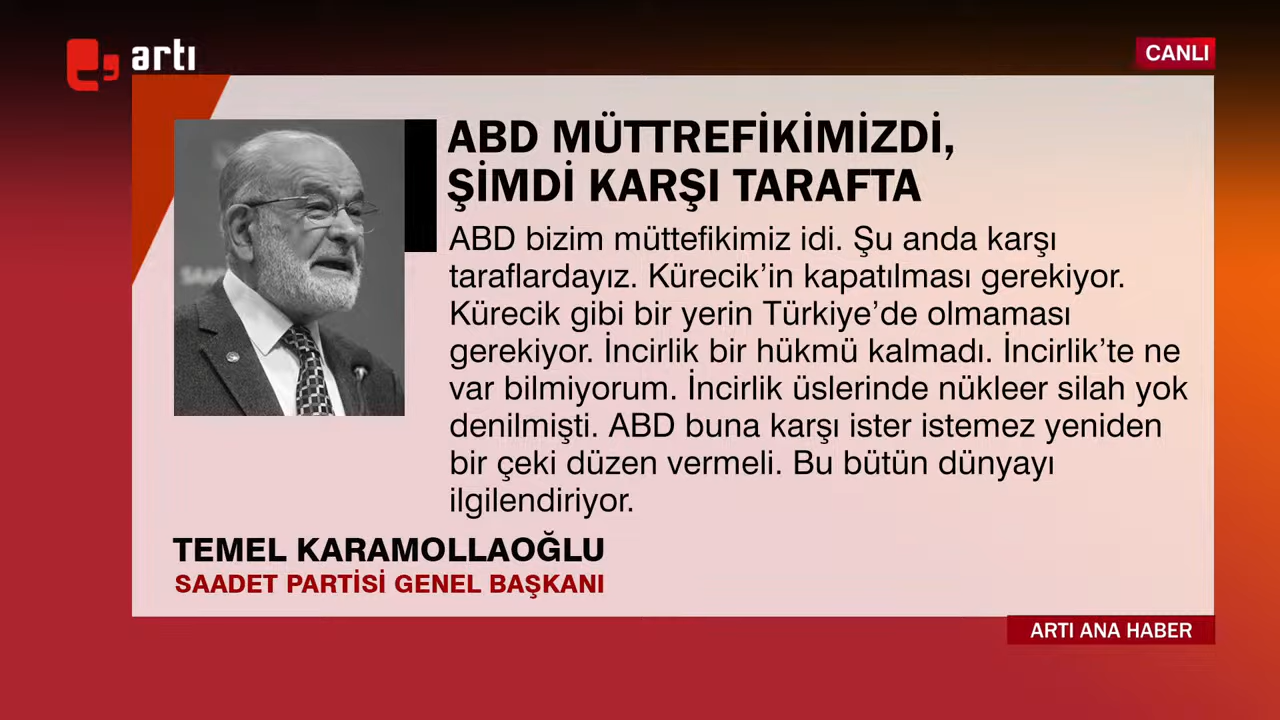 artı
CANLI
ABD MÜTTREFİKİMİZDİ,
ŞİMDİ KARŞI TARAFTA
ABD bizim müttefikimiz idi. Şu anda karşı
taraflardayız. Kürecik’in kapatılması gerekiyor.
Kürecik gibi bir yerin Türkiye’de olmaması
gerekiyor. İncirlik bir hükmü kalmadı. İncirlik’te ne
var bilmiyorum. İncirlik üslerinde nükleer silah yok
denilmişti. ABD buna karşı ister istemez yeniden
bir çeki düzen vermeli. Bu bütün dünyayı
ilgilendiriyor.
TEMEL KARAMOLLAOĞLU
SAADET PARTİSİ GENEL BAŞKANI
ARTI ANA HABER